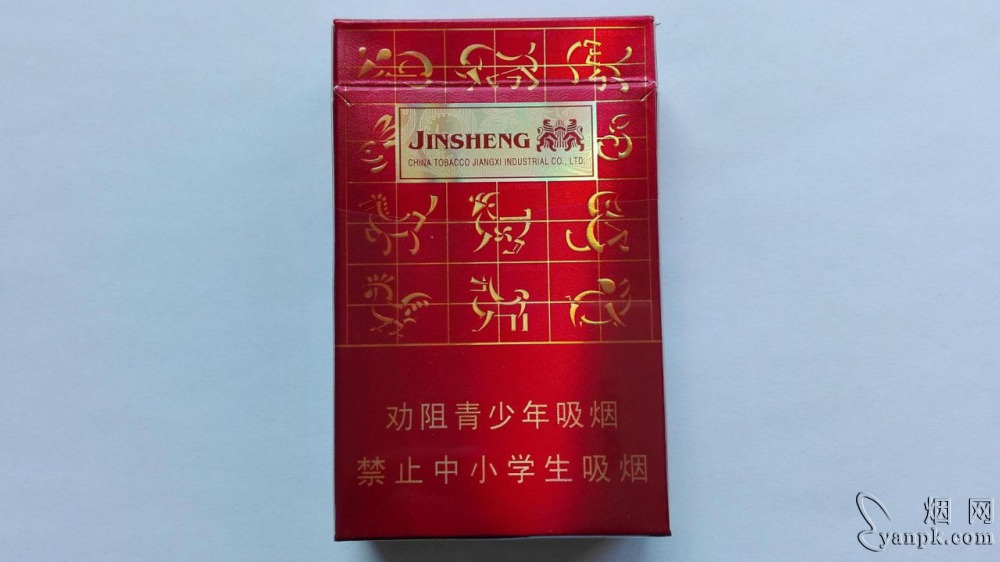 JINSHENG
CHINA TOBACCO JIANGXI INDUSTRIAL CO., LTD.
劝阻青少年吸烟
禁止中小学生吸烟
烟网
yanpk.com